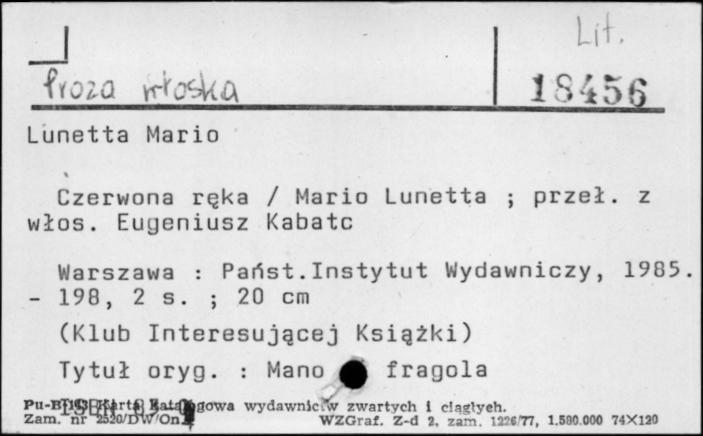 Lit.
Proza włoska
18456
Lunetta Mario
Czerwona ręka / Mario Lunetta ; przeł. z
włos. Eugeniusz Kabatc
Warszawa : Państ.Instytut Wydawniczy, 1985.
- 198, 2 s. ; 20 cm
(Klub Interesującej Książki)
Tytuł oryg. : Mano fragola
ISBN
Karta Katalogowa wydawnictw zwartych i ciągłych.
Zam. nr 2520/DW/On
WZGraf. Z-d 2, zam. 1226/77, 1.500.000 74X120